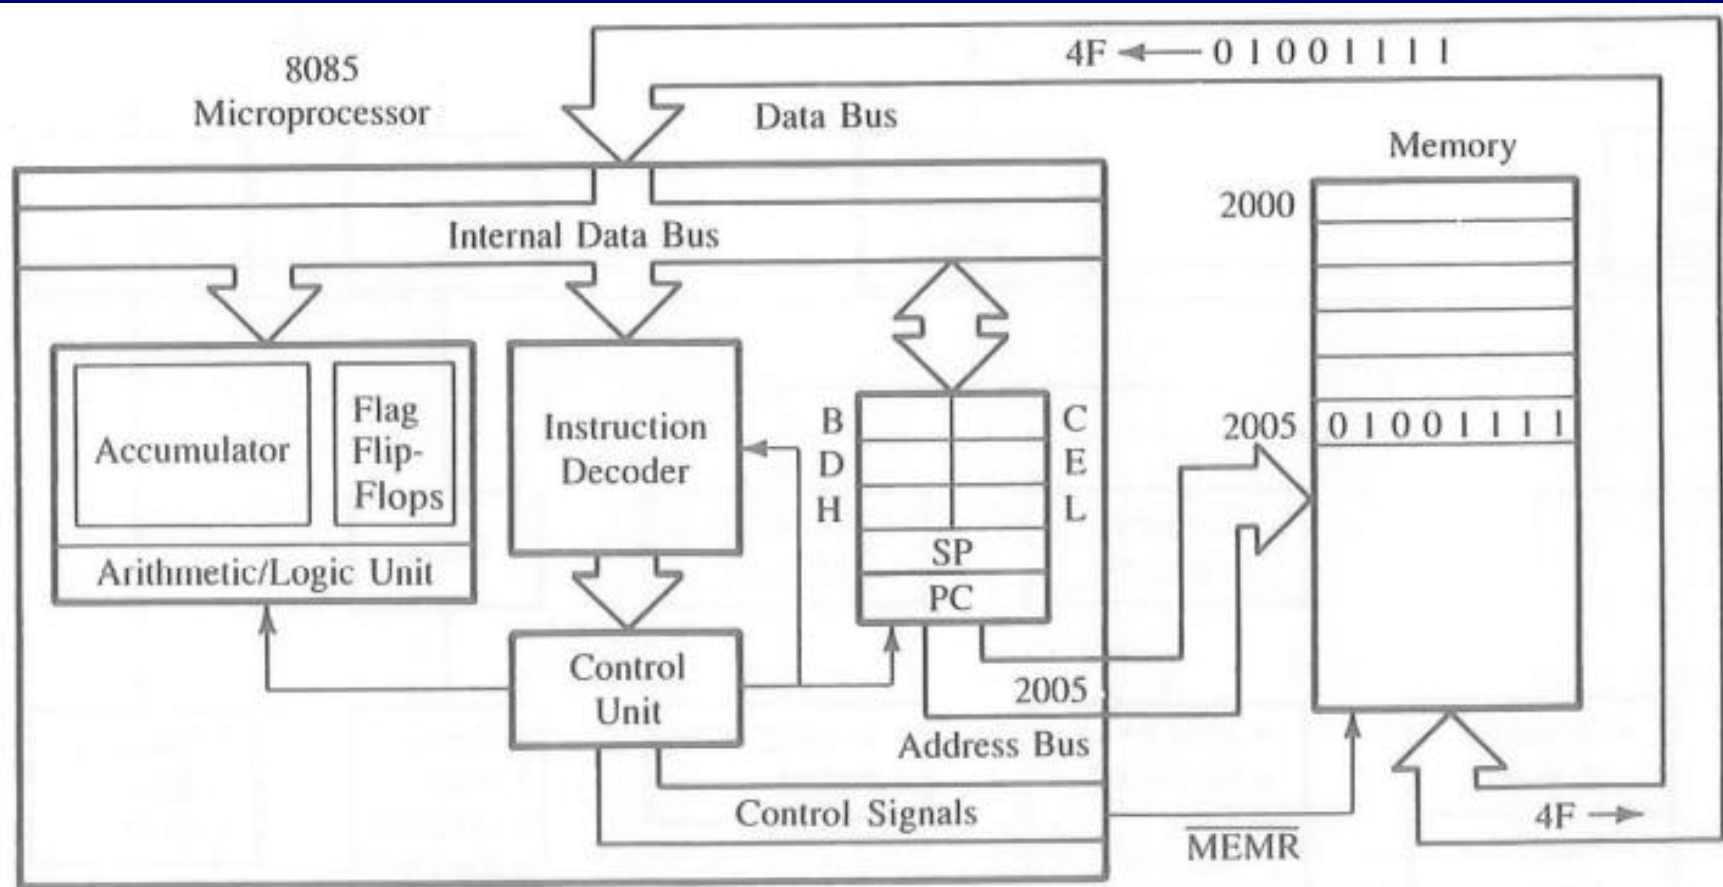 8085
Microprocessor
4F ← 0 1 0 0 1 1 1 1
Data Bus
Memory
2000
Internal Data Bus
Accumulator
Flag
Flip-
Flops
Arithmetic/Logic Unit
Instruction
Decoder
B C
D E
H L
SP
PC
2005 0 1 0 0 1 1 1 1
Control
Unit
2005
Address Bus
Control Signals
MEMR
4F →